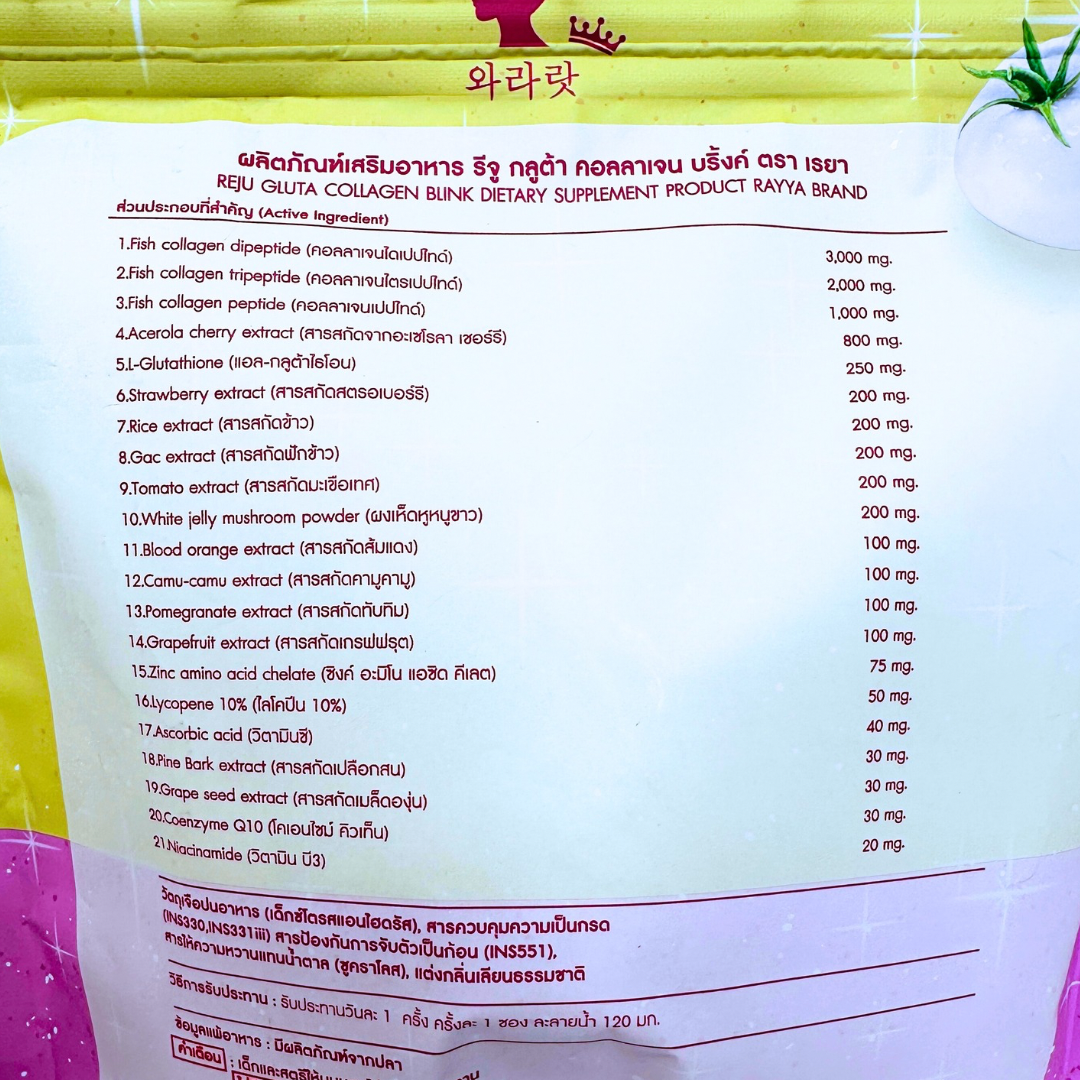 와라랏
ผลิตภัณฑ์เสริมอาหาร รีจู กลูต้า คอลลาเจน บริ้งค์ ตรา เรยา
REJU GLUTA COLLAGEN BLINK DIETARY SUPPLEMENT PRODUCT RAYYA BRAND
ส่วนประกอบที่สำคัญ (Active Ingredient)
1.Fish collagen dipeptide (คอลลาเจนไดเปปไทด์) 3,000 mg.
2.Fish collagen tripeptide (คอลลาเจนไตรเปปไทด์) 2,000 mg.
3.Fish collagen peptide (คอลลาเจนเปปไทด์) 1,000 mg.
4.Acerola cherry extract (สารสกัดจากอะเซโรลา เชอร์รี) 800 mg.
5.L-Glutathione (แอล-กลูต้าไธโอน) 250 mg.
6.Strawberry extract (สารสกัดสตรอเบอร์รี) 200 mg.
7.Rice extract (สารสกัดข้าว) 200 mg.
8.Gac extract (สารสกัดฟักข้าว) 200 mg.
9.Tomato extract (สารสกัดมะเขือเทศ) 200 mg.
10.White jelly mushroom powder (ผงเห็ดหูหนูขาว) 200 mg.
11.Blood orange extract (สารสกัดส้มแดง) 100 mg.
12.Camu-camu extract (สารสกัดคามูคามู) 100 mg.
13.Pomegranate extract (สารสกัดทับทิม) 100 mg.
14.Grapefruit extract (สารสกัดเกรฟฟรุต) 100 mg.
15.Zinc amino acid chelate (ซิงค์ อะมิโน แอซิด คีเลต) 75 mg.
16.Lycopene 10% (ไลโคปีน 10%) 50 mg.
17.Ascorbic acid (วิตามินซี) 40 mg.
18.Pine Bark extract (สารสกัดเปลือกสน) 30 mg.
19.Grape seed extract (สารสกัดเมล็ดองุ่น) 30 mg.
20.Coenzyme Q10 (โคเอนไซม์ คิวเท็น) 30 mg.
21.Niacinamide (วิตามิน บี3) 20 mg.
วัตถุเจือปนอาหาร (เด็กซ์โตรสแอนไฮดรัส), สารควบคุมความเป็นกรด
(INS330,INS331iii) สารป้องกันการจับตัวเป็นก้อน (INS551),
สารให้ความหวานแทนน้ำตาล (ซูคราโลส), แต่งกลิ่นเลียนธรรมชาติ
วิธีการรับประทาน : รับประทานวันละ 1 ครั้ง ครั้งละ 1 ซอง ละลายน้ำ 120 มก.
ข้อมูลแพ้อาหาร : มีผลิตภัณฑ์จากปลา
คำเตือน : เด็กและสตรี